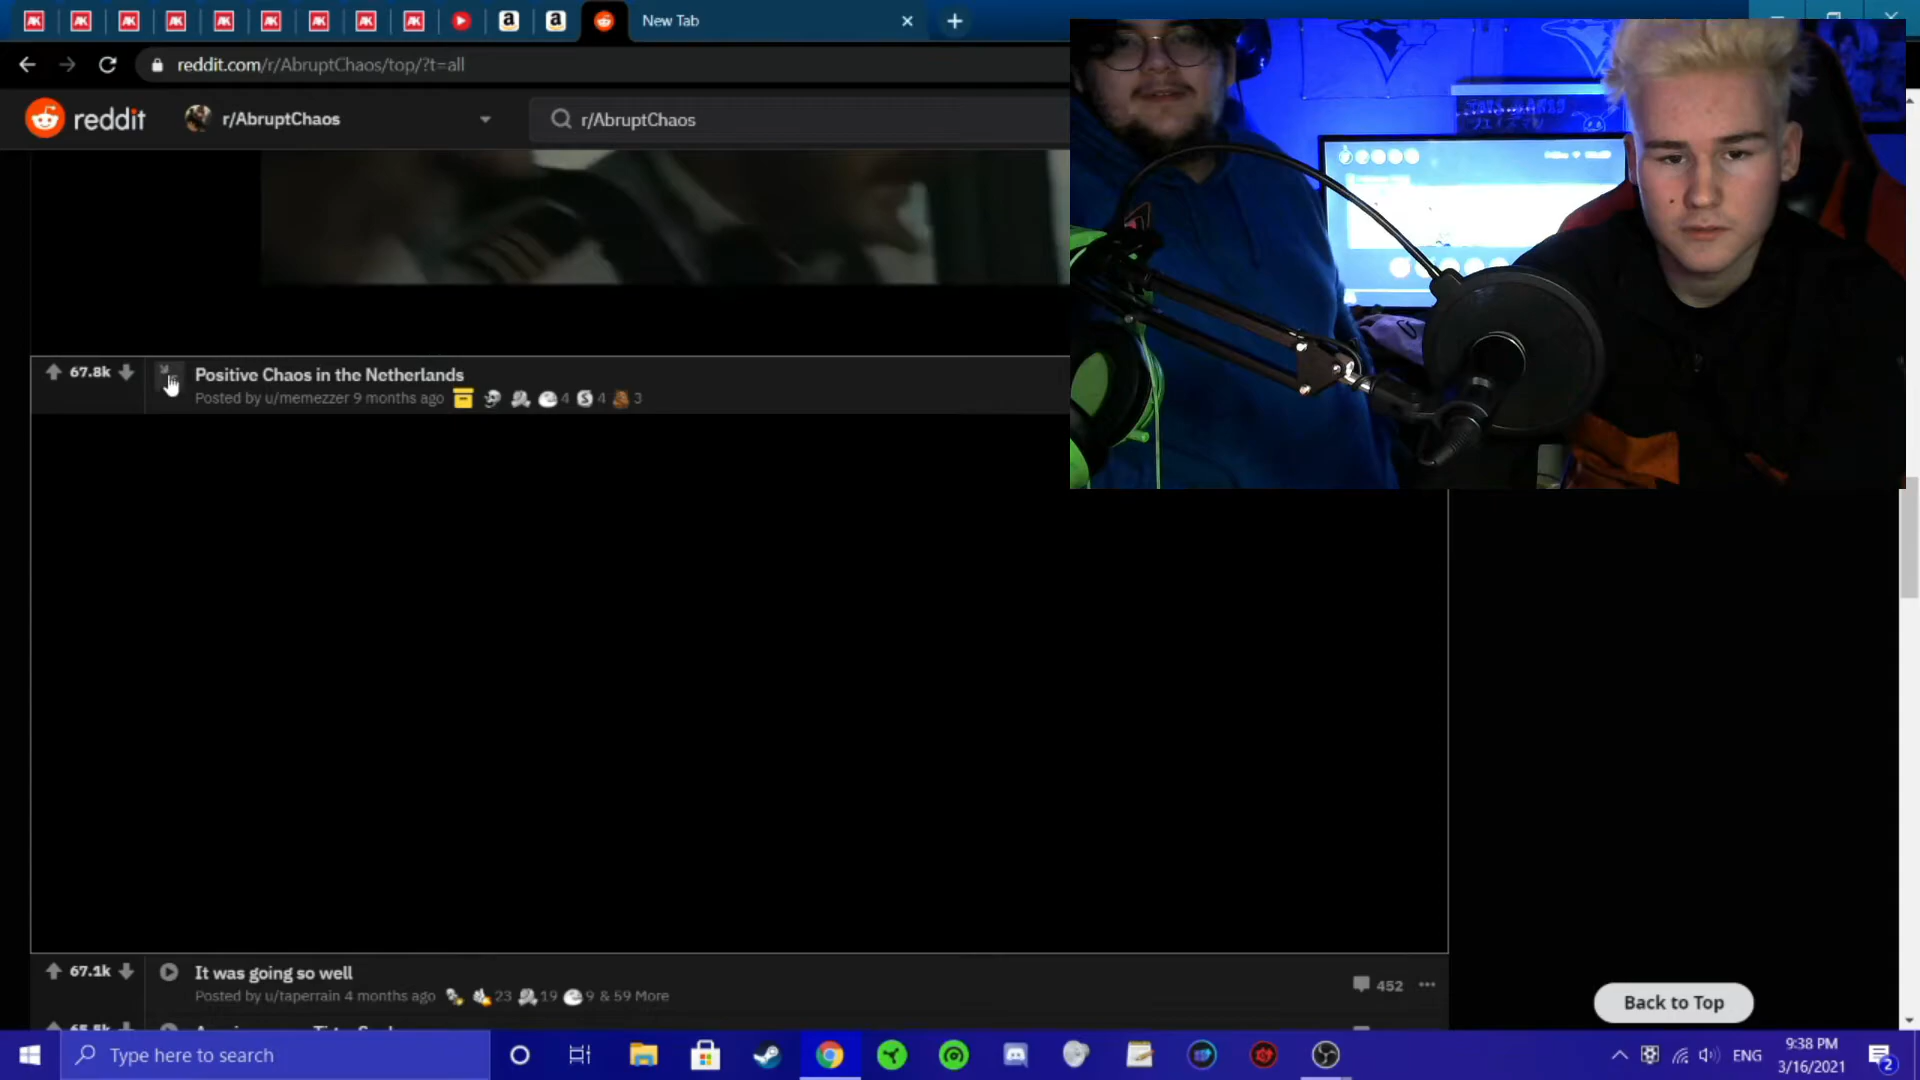 New Tab
reddit.com/r/AbruptChaos/top/?t=all
reddit
r/AbruptChaos
r/AbruptChaos
67.8k
Positive Chaos in the Netherlands
Posted by u/memezzer 9 months ago
4
4
3
67.1k
It was going so well
Posted by u/taperrain 4 months ago
23
19
9 & 59 More
452
Back to Top
Type here to search
ENG
9:38 PM
3/16/2021
2